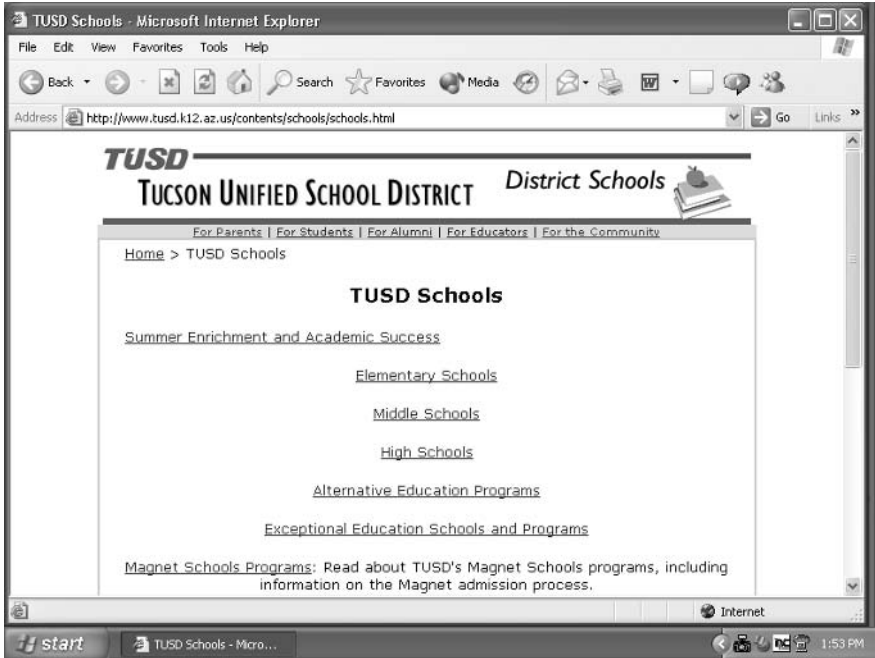 TUSD Schools - Microsoft Internet Explorer
File Edit View Favorites Tools Help
Back Search Favorites Media
Address http://www.tusd.k12.az.us/contents/schools/schools.html Go Links »
TUSD
TUCSON UNIFIED SCHOOL DISTRICT District Schools
For Parents | For Students | For Alumni | For Educators | For the Community
Home > TUSD Schools
TUSD Schools
Summer Enrichment and Academic Success
Elementary Schools
Middle Schools
High Schools
Alternative Education Programs
Exceptional Education Schools and Programs
Magnet Schools Programs: Read about TUSD's Magnet Schools programs, including
information on the Magnet admission process.
Internet
start TUSD Schools - Micro... 1:53 PM